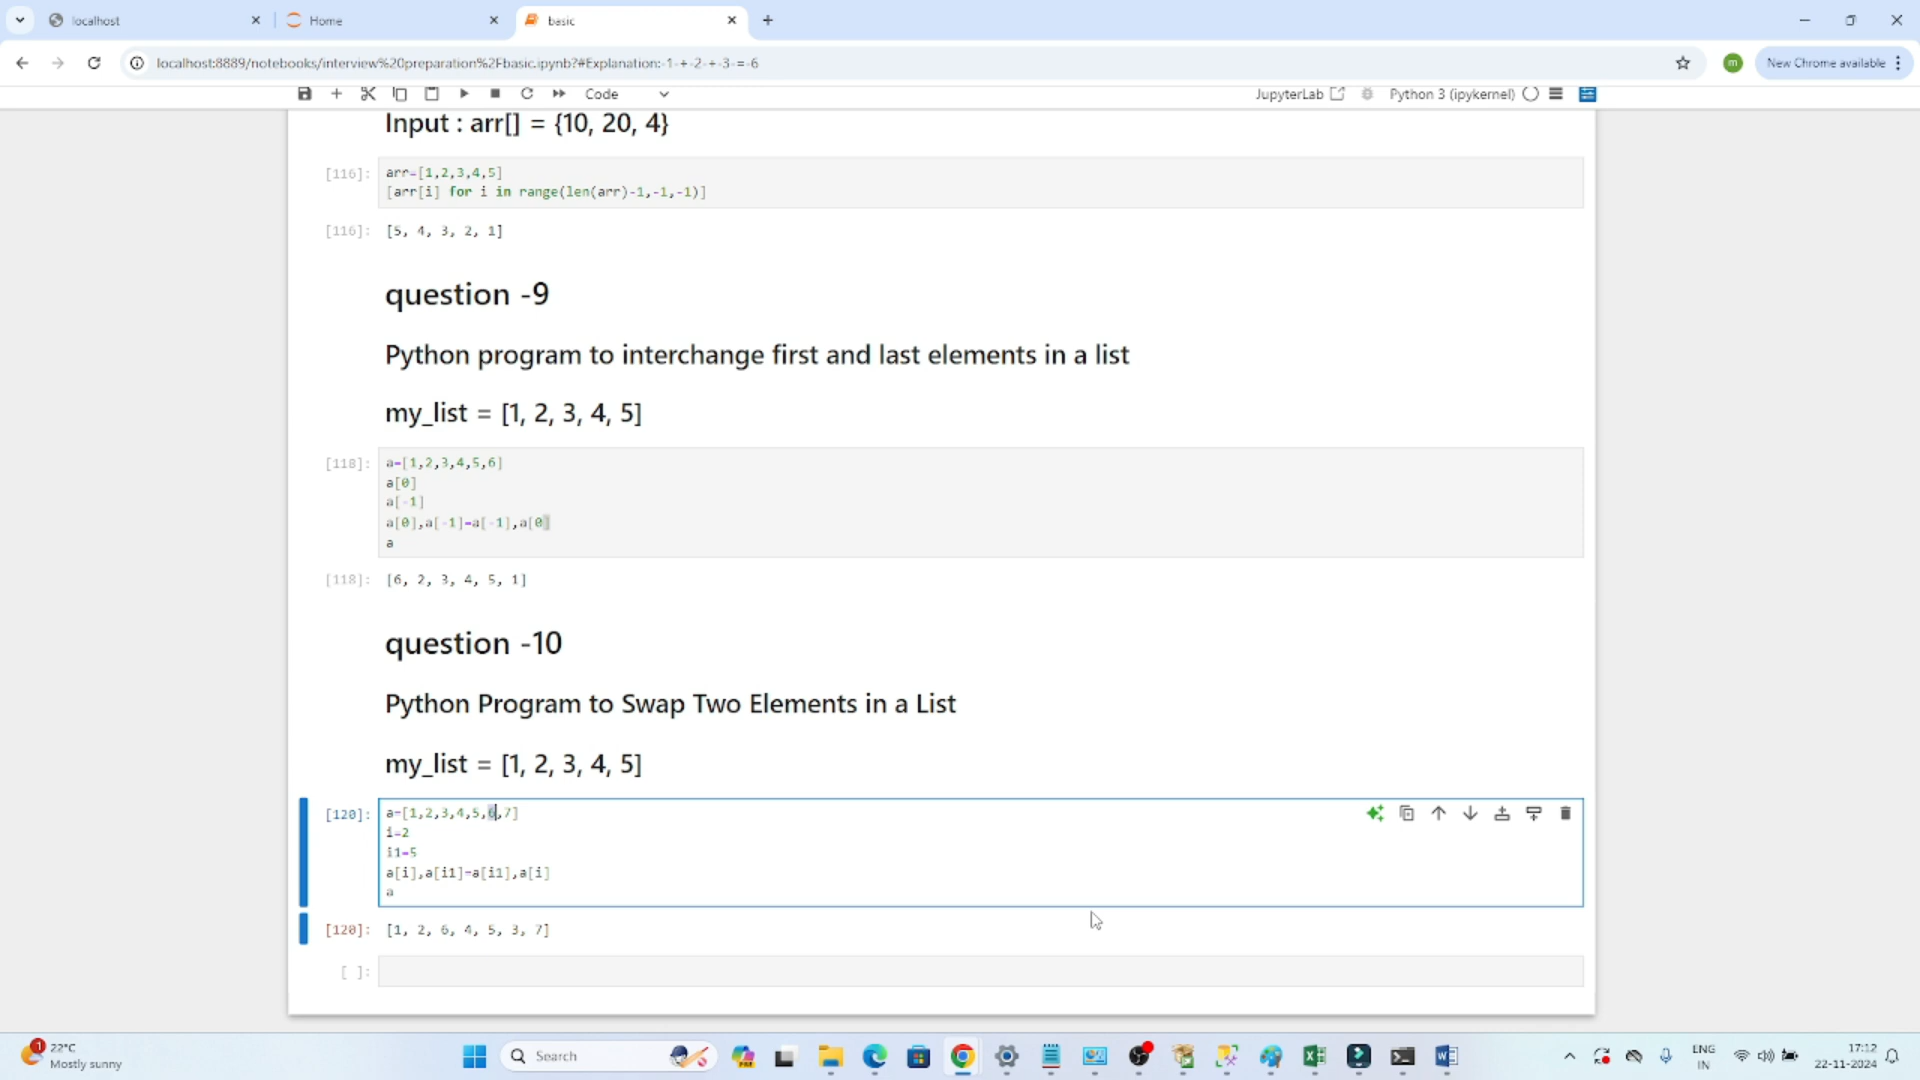 localhost
Home
basic
localhost:8889/notebooks/interview%20preparation%2Fbasic.ipynb?#Explanation:-1-+-2-+-3-=-6
m
New Chrome available
Code
JupyterLab
Python 3 (ipykernel)
Input : arr[] = {10, 20, 4}
[116]: arr=[1,2,3,4,5]
[arr[i] for i in range(len(arr)-1,-1,-1)]
[116]: [5, 4, 3, 2, 1]
question -9
Python program to interchange first and last elements in a list
my_list = [1, 2, 3, 4, 5]
[118]: a=[1,2,3,4,5,6]
a[0]
a[-1]
a[0],a[-1]=a[-1],a[0]
a
[118]: [6, 2, 3, 4, 5, 1]
question -10
Python Program to Swap Two Elements in a List
my_list = [1, 2, 3, 4, 5]
[120]: a=[1,2,3,4,5,6,7]
i=2
i1=5
a[i],a[i1]=a[i1],a[i]
a
[120]: [1, 2, 6, 4, 5, 3, 7]
[ ]:
1
22°C
Mostly sunny
Search
ENG
IN
17:12
22-11-2024